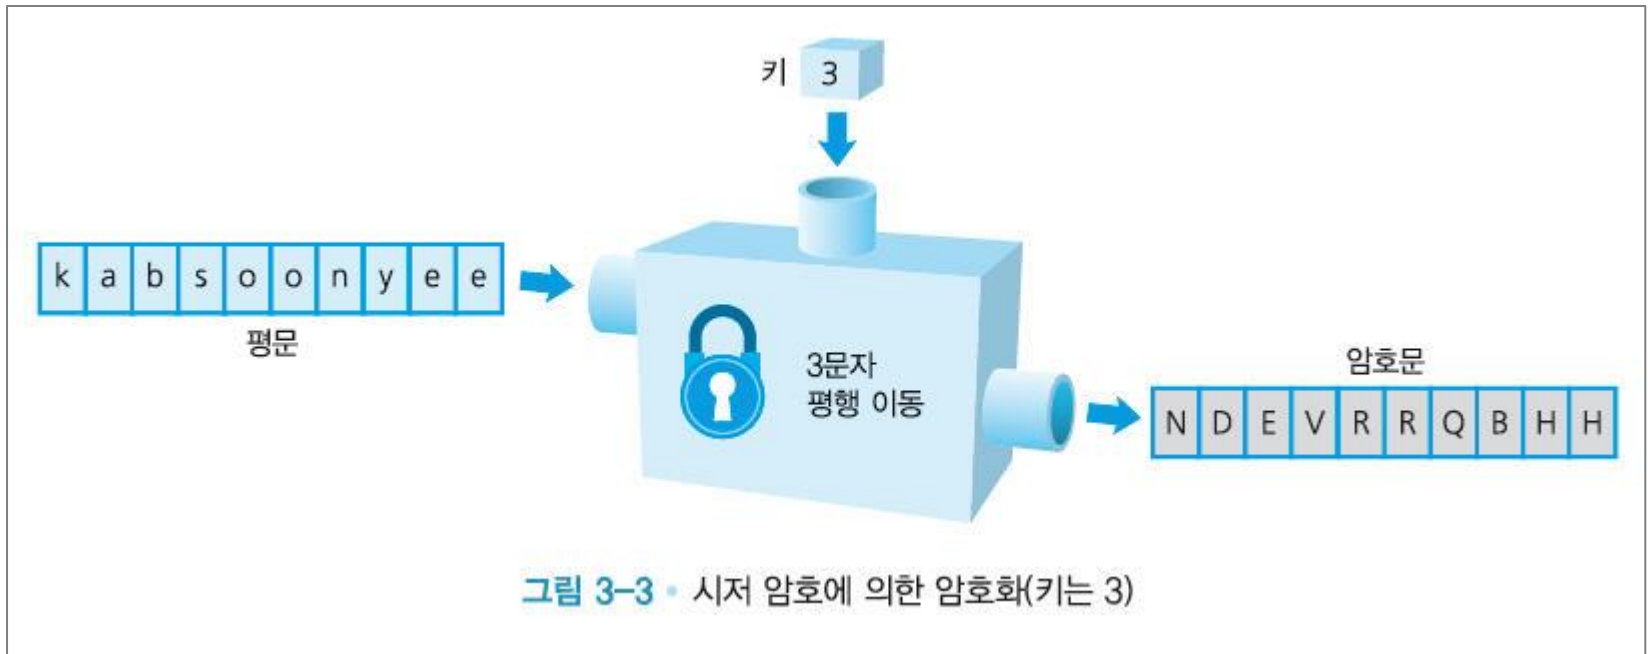 키 3
k a b s o o n y e e
평문
3문자
평행 이동
암호문
N D E V R R Q B H H
그림 3-3 • 시저 암호에 의한 암호화(키는 3)